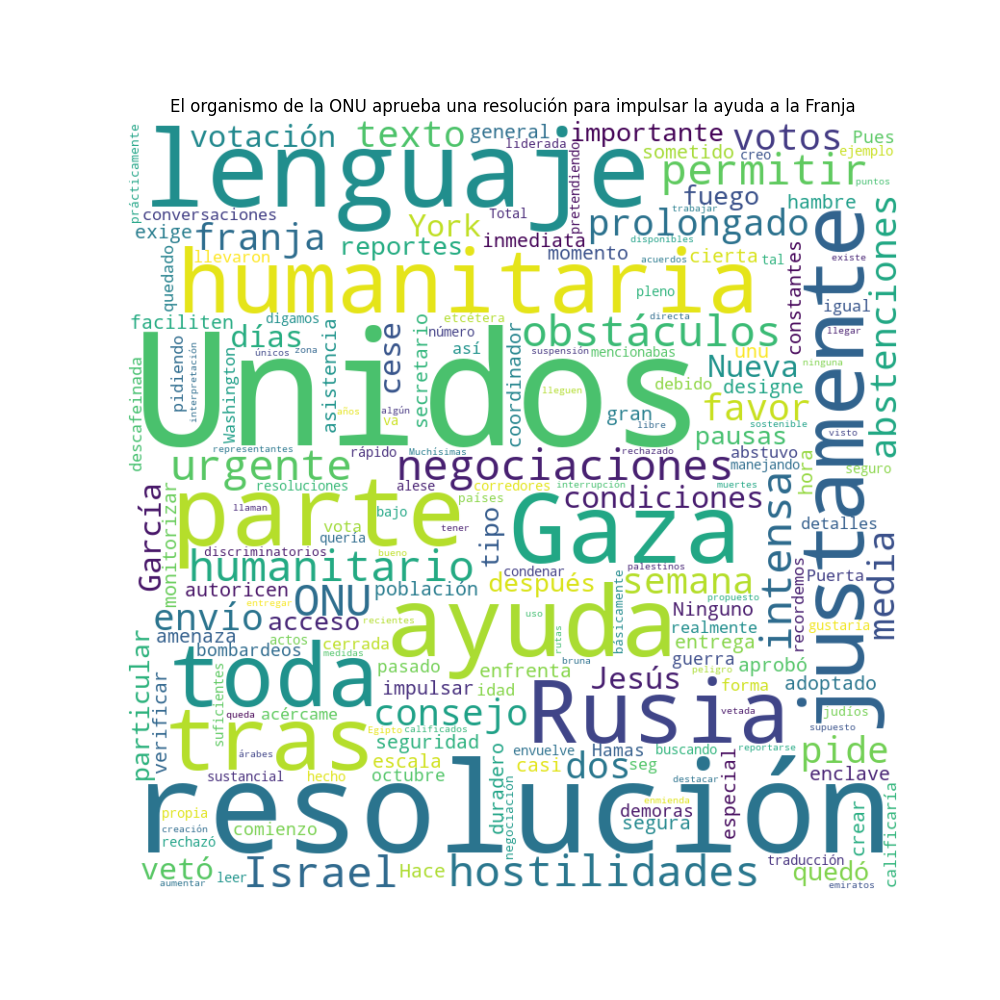 El organismo de la ONU aprueba una resolución para impulsar la ayuda a la Franja
prácticamente
votación
texto
general
liderada
importante
votos
Pues
ejemplo
lenguaje
pretendiendo
sometido
creo
permitir
puntos
conversaciones
exige
franja
York
Total
fuego
trabajar
hambre
prolongado
reportes
inmediata
momento
disponibles
acuerdos
cierta
tal
existe
quedado
llevaron
humanitaria
pleno
directa
constantes
igual
llegar
justamente
abstenciones
faciliten
digamos
días
asistencia
etcétera
número
cese
así
secretario
coordinador
obstáculos
suspensión
mencionabas
unu
Nueva
ninguna
descafeinada
pidiendo
interpretación
Washington
únicos
zona
Unidos
años
algún
va
lleguen
gran
libre
debido
designe
favor
sostenible
visto
representantes
Muchísimas
rápido
rechazado
pausas
abstuvo
manejando
hora
seguro
urgente
negociaciones
resoluciones
alese
corredores
interrupción
muertes
países
condiciones
García
monitorizar
llaman
parte
bajo
vota
quería
tener
tipo
Gaza
intensa
detalles
media
discriminatorios
bueno
humanitario
condenar
palestinos
recordemos
Puerta
autoricen
población
después
semana
propuesto
gustaría
entregar
envío
ONU
acceso
recientes
ayuda
uso
rutas
básicamente
Ninguno
realmente
amenaza
actos
cerrada
medidas
bombardeos
entrega
particular
verificar
toda
pasado
enfrenta
bruna
guerra
peligro
aprobó
forma
adoptado
suficientes
impulsar
idad
Jesús
vetada
supuesto
queda
acércame
consejo
Rusia
judíos
tras
Egipto
calificados
seguridad
árabes
escala
duradero
envuelve
Hamas
buscando
reportarse
pide
sustancial
hecho
octubre
casi
dos
seg
destacar
especial
enclave
resolución
negociación
enmienda
demoras
segura
crear
calificaría
propia
creación
rechazó
comienzo
vetó
aumentar
leer
Israel
Hace
hostilidades
traducción
quedó
emiratos